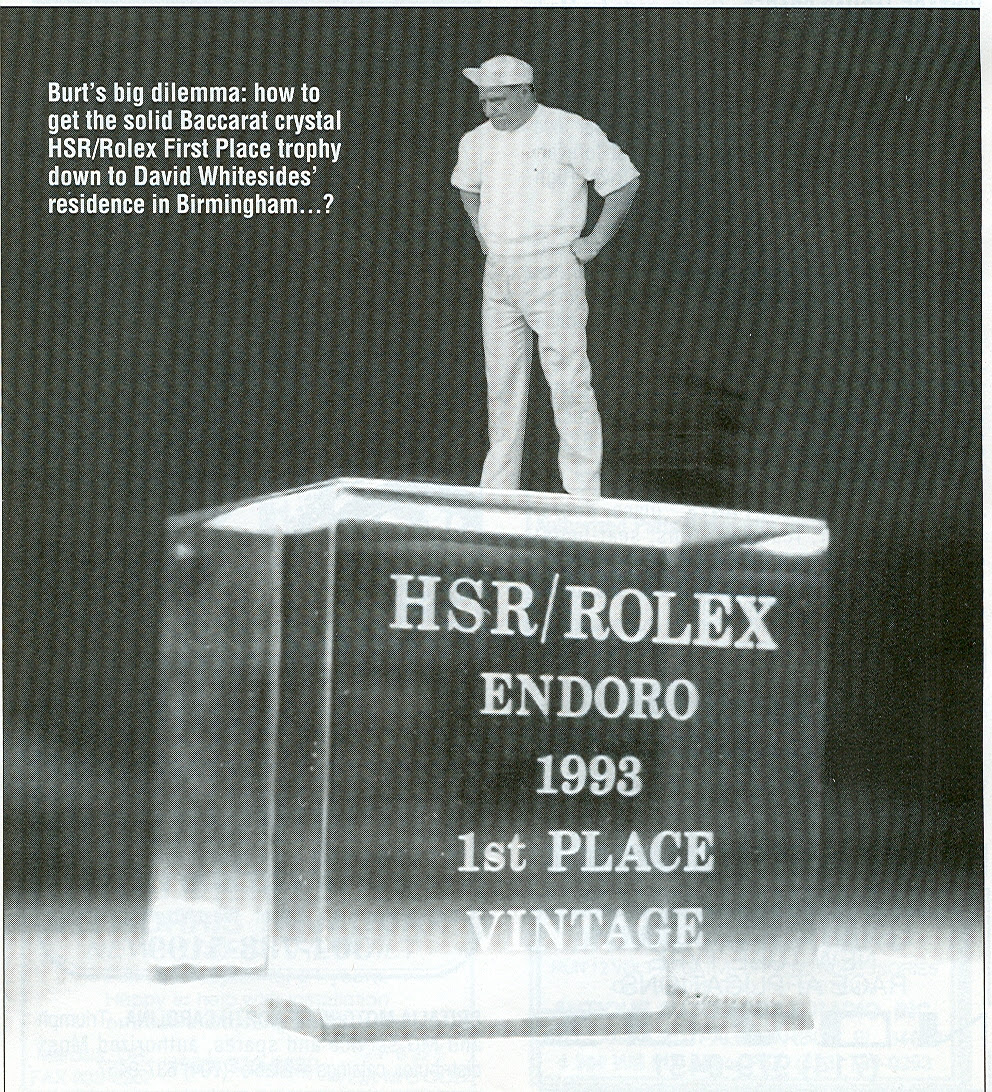 Burt's big dilemma: how to
get the solid Baccarat crystal
HSR/Rolex First Place trophy
down to David Whitesides'
residence in Birmingham...?
HSR/ROLEX
ENDORO
1993
1st PLACE
VINTAGE